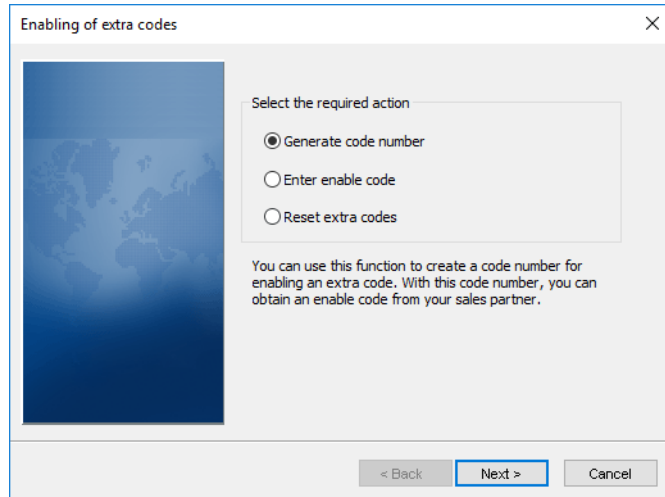 Enabling of extra codes
Select the required action
Generate code number
Enter enable code
Reset extra codes
You can use this function to create a code number for
enabling an extra code. With this code number, you can
obtain an enable code from your sales partner.
< Back Next > Cancel